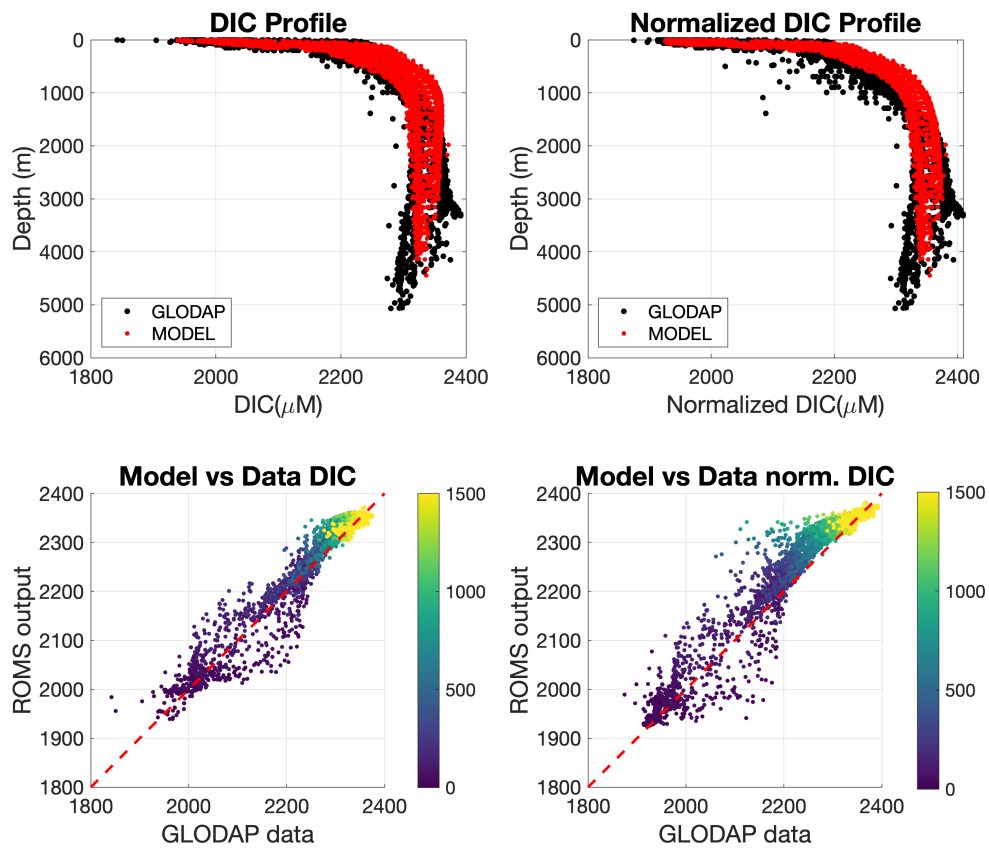 DIC Profile
0
1000
2000
3000
4000
5000
6000
Depth (m)
GLODAP
MODEL
1800 2000 2200 2400
DIC(μM)
Normalized DIC Profile
0
1000
2000
3000
4000
5000
6000
Depth (m)
GLODAP
MODEL
1800 2000 2200 2400
Normalized DIC(μM)
Model vs Data DIC
2400
2300
2200
2100
2000
1900
1800
ROMS output
1800 2000 2200 2400
GLODAP data
1500
1000
500
0
Model vs Data norm. DIC
2400
2300
2200
2100
2000
1900
1800
ROMS output
1800 2000 2200 2400
GLODAP data
1500
1000
500
0